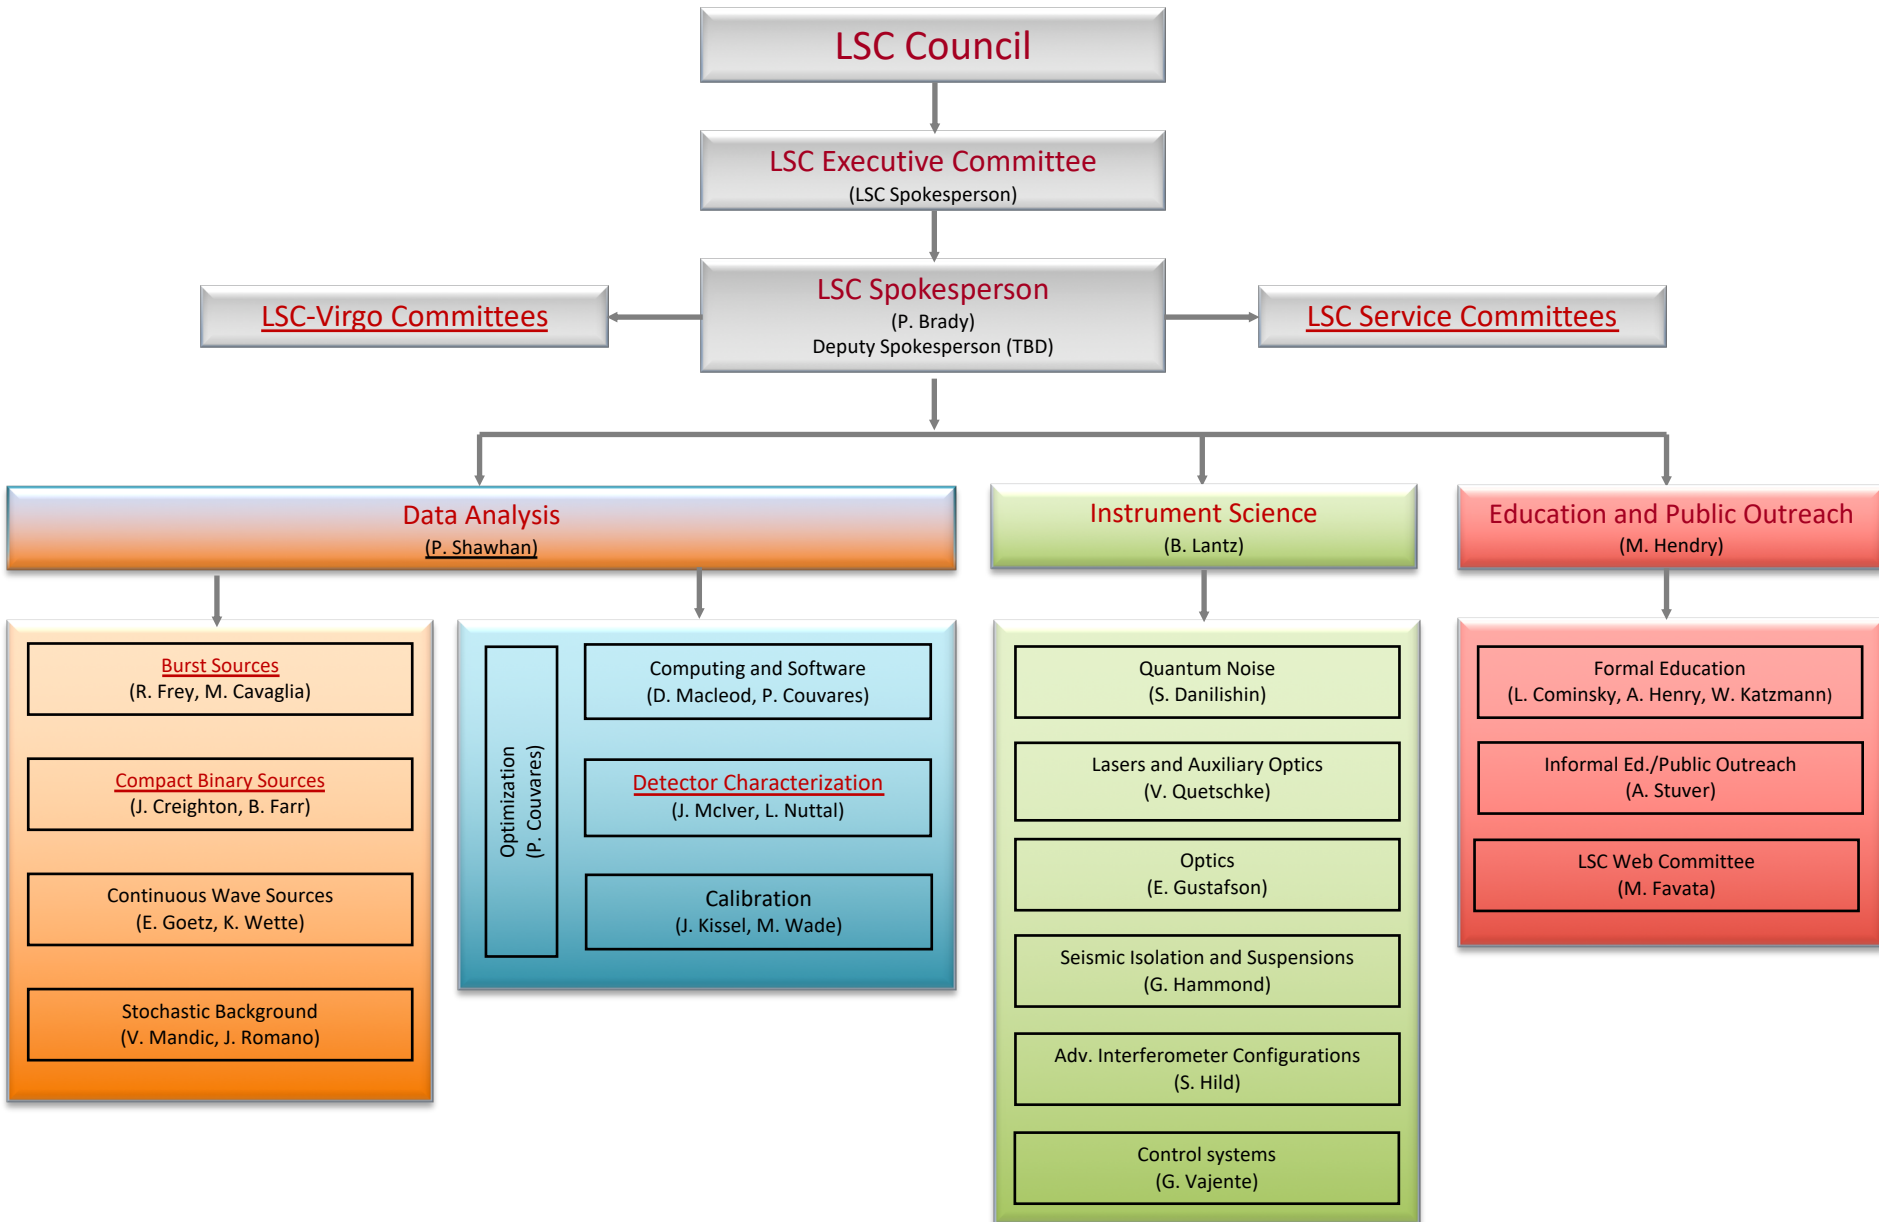 LSC Council
LSC Executive Committee
(LSC Spokesperson)
LSC Spokesperson
(P. Brady)
Deputy Spokesperson (TBD)
LSC-Virgo Committees
LSC Service Committees
Data Analysis
(P. Shawhan)
Instrument Science
(B. Lantz)
Education and Public Outreach
(M. Hendry)
Burst Sources
(R. Frey, M. Cavaglia)
Compact Binary Sources
(J. Creighton, B. Farr)
Continuous Wave Sources
(E. Goetz, K. Wette)
Stochastic Background
(V. Mandic, J. Romano)
Optimization
(P. Couvares)
Computing and Software
(D. Macleod, P. Couvares)
Detector Characterization
(J. McIver, L. Nuttal)
Calibration
(J. Kissel, M. Wade)
Quantum Noise
(S. Danilishin)
Lasers and Auxiliary Optics
(V. Quetschke)
Optics
(E. Gustafson)
Seismic Isolation and Suspensions
(G. Hammond)
Adv. Interferometer Configurations
(S. Hild)
Control systems
(G. Vajente)
Formal Education
(L. Cominsky, A. Henry, W. Katzmann)
Informal Ed./Public Outreach
(A. Stuver)
LSC Web Committee
(M. Favata)